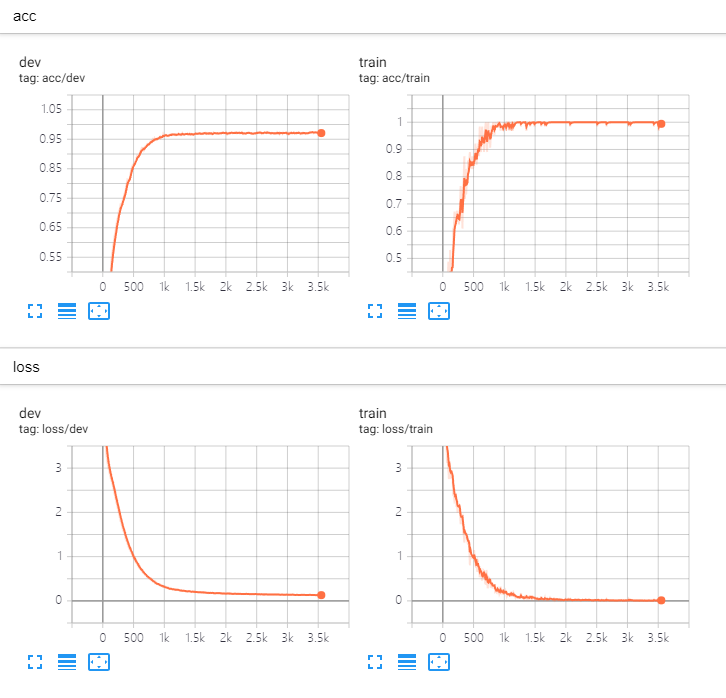 acc
dev
tag: acc/dev
1.05
0.95
0.85
0.75
0.65
0.55
0 500 1k 1.5k 2k 2.5k 3k 3.5k
train
tag: acc/train
1
0.9
0.8
0.7
0.6
0.5
0 500 1k 1.5k 2k 2.5k 3k 3.5k
loss
dev
tag: loss/dev
3
2
1
0
0 500 1k 1.5k 2k 2.5k 3k 3.5k
train
tag: loss/train
3
2
1
0
0 500 1k 1.5k 2k 2.5k 3k 3.5k